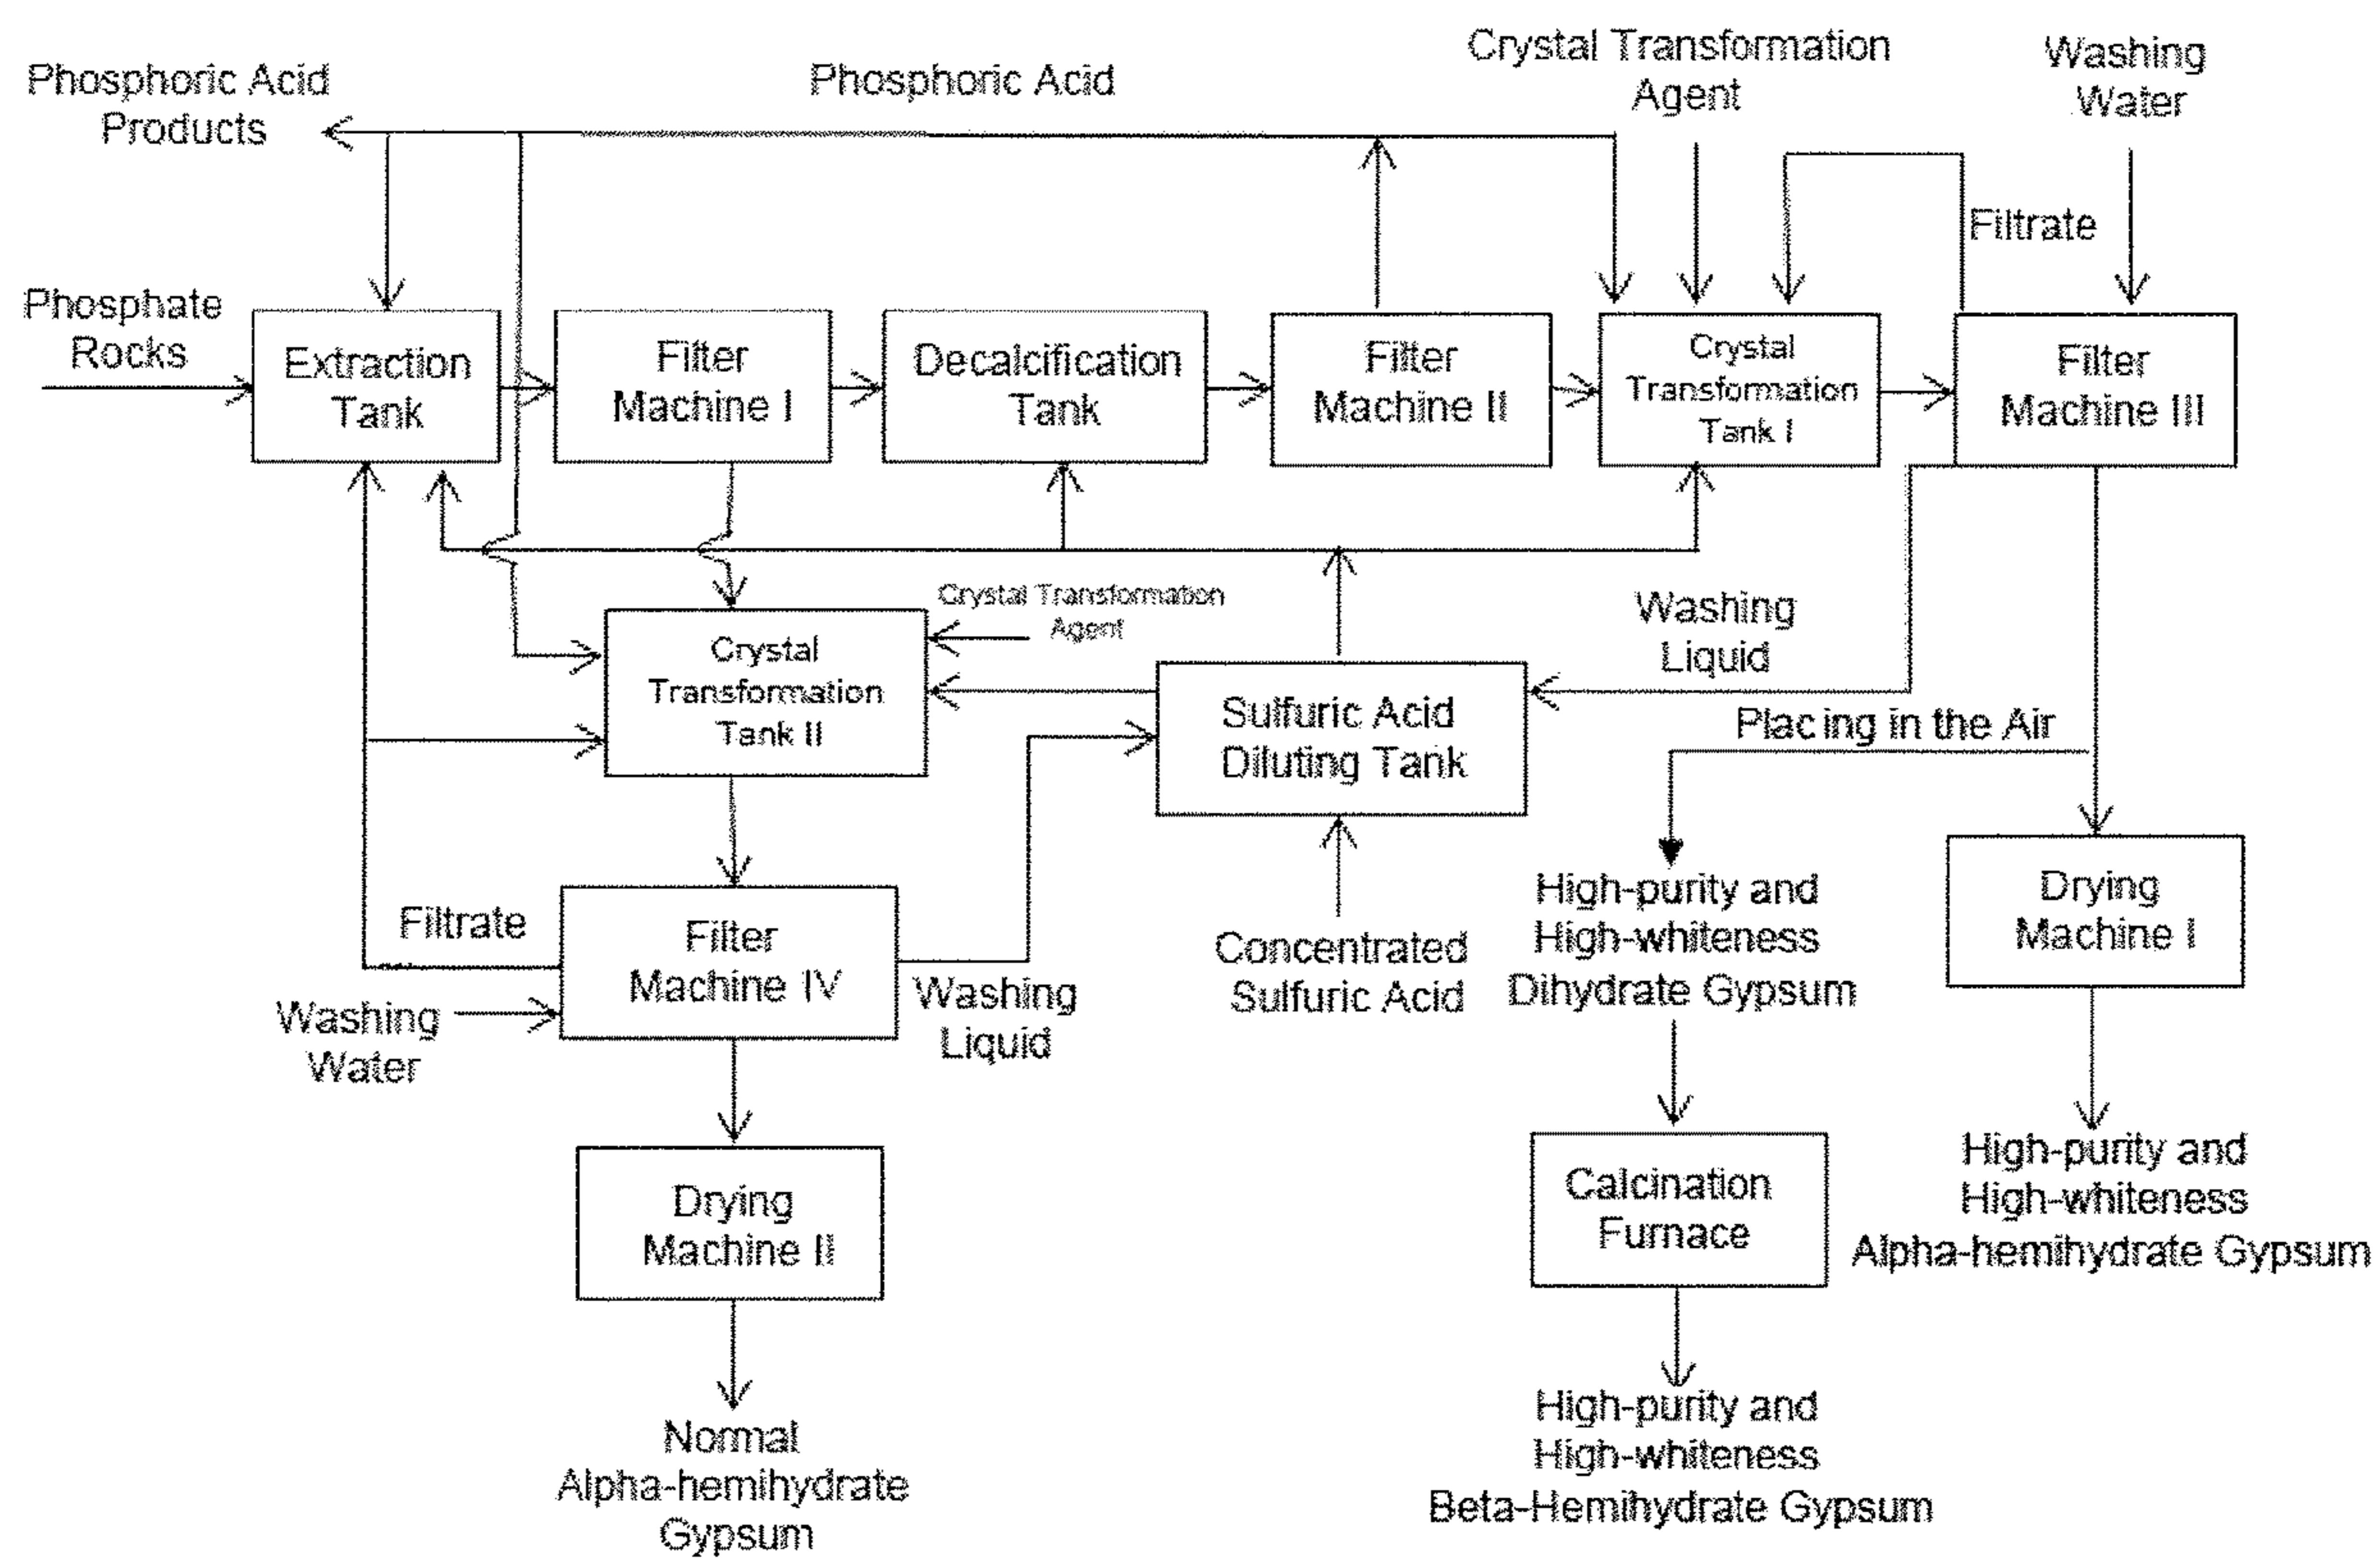 Phosphoric Acid
Products
Phosphoric Acid
Crystal Transformation
Agent
Washing
Water
Filtrate
Phosphate
Rocks
Extraction
Tank
Filter
Machine I
Decalcification
Tank
Filter
Machine II
Crystal
Transformation
Tank I
Filter
Machine III
Crystal Transformation
Agent
Crystal
Transformation
Tank II
Washing
Liquid
Sulfuric Acid
Diluting Tank
Placing in the Air
Filtrate
Filter
Machine IV
Washing
Water
Washing
Liquid
Concentrated
Sulfuric Acid
High-purity and
High-whiteness
Dihydrate Gypsum
Drying
Machine I
Drying
Machine II
Calcination
Furnace
High-purity and
High-whiteness
Alpha-hemihydrate Gypsum
Normal
Alpha-hemihydrate
Gypsum
High-purity and
High-whiteness
Beta-Hemihydrate Gypsum